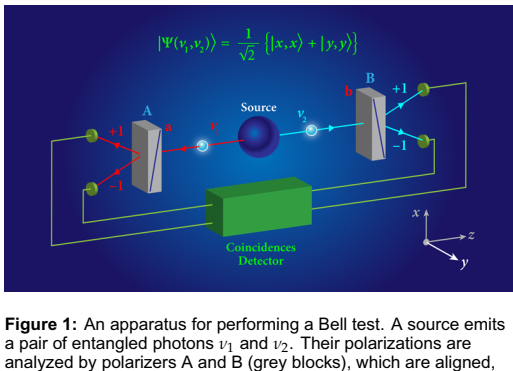 |Ψ(ν₁,ν₂)⟩ = 1/√2 {|x,x⟩ + |y,y⟩}
A
B
Source
b
+1
+1
a
ν₁
ν₂
-1
-1
x
z
y
Coincidences
Detector
Figure 1: An apparatus for performing a Bell test. A source emits
a pair of entangled photons ν₁ and ν₂. Their polarizations are
analyzed by polarizers A and B (grey blocks), which are aligned,